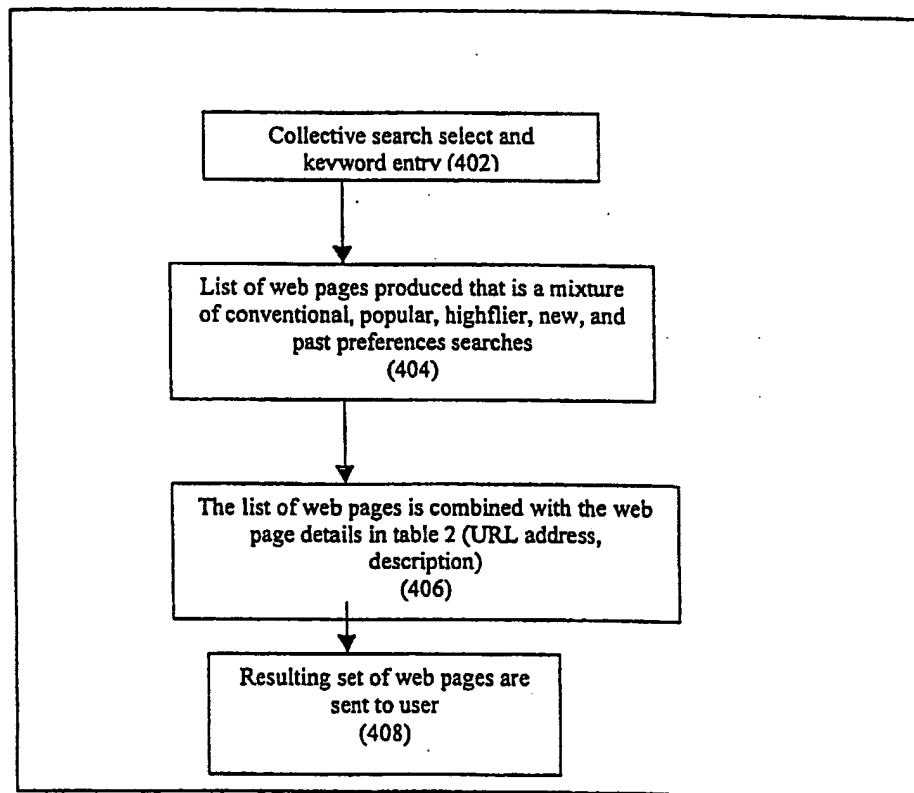 Collective search select and
keyword entry (402)
List of web pages produced that is a mixture
of conventional, popular, highflier, new, and
past preferences searches
(404)
The list of web pages is combined with the web
page details in table 2 (URL address,
description)
(406)
Resulting set of web pages are
sent to user
(408)